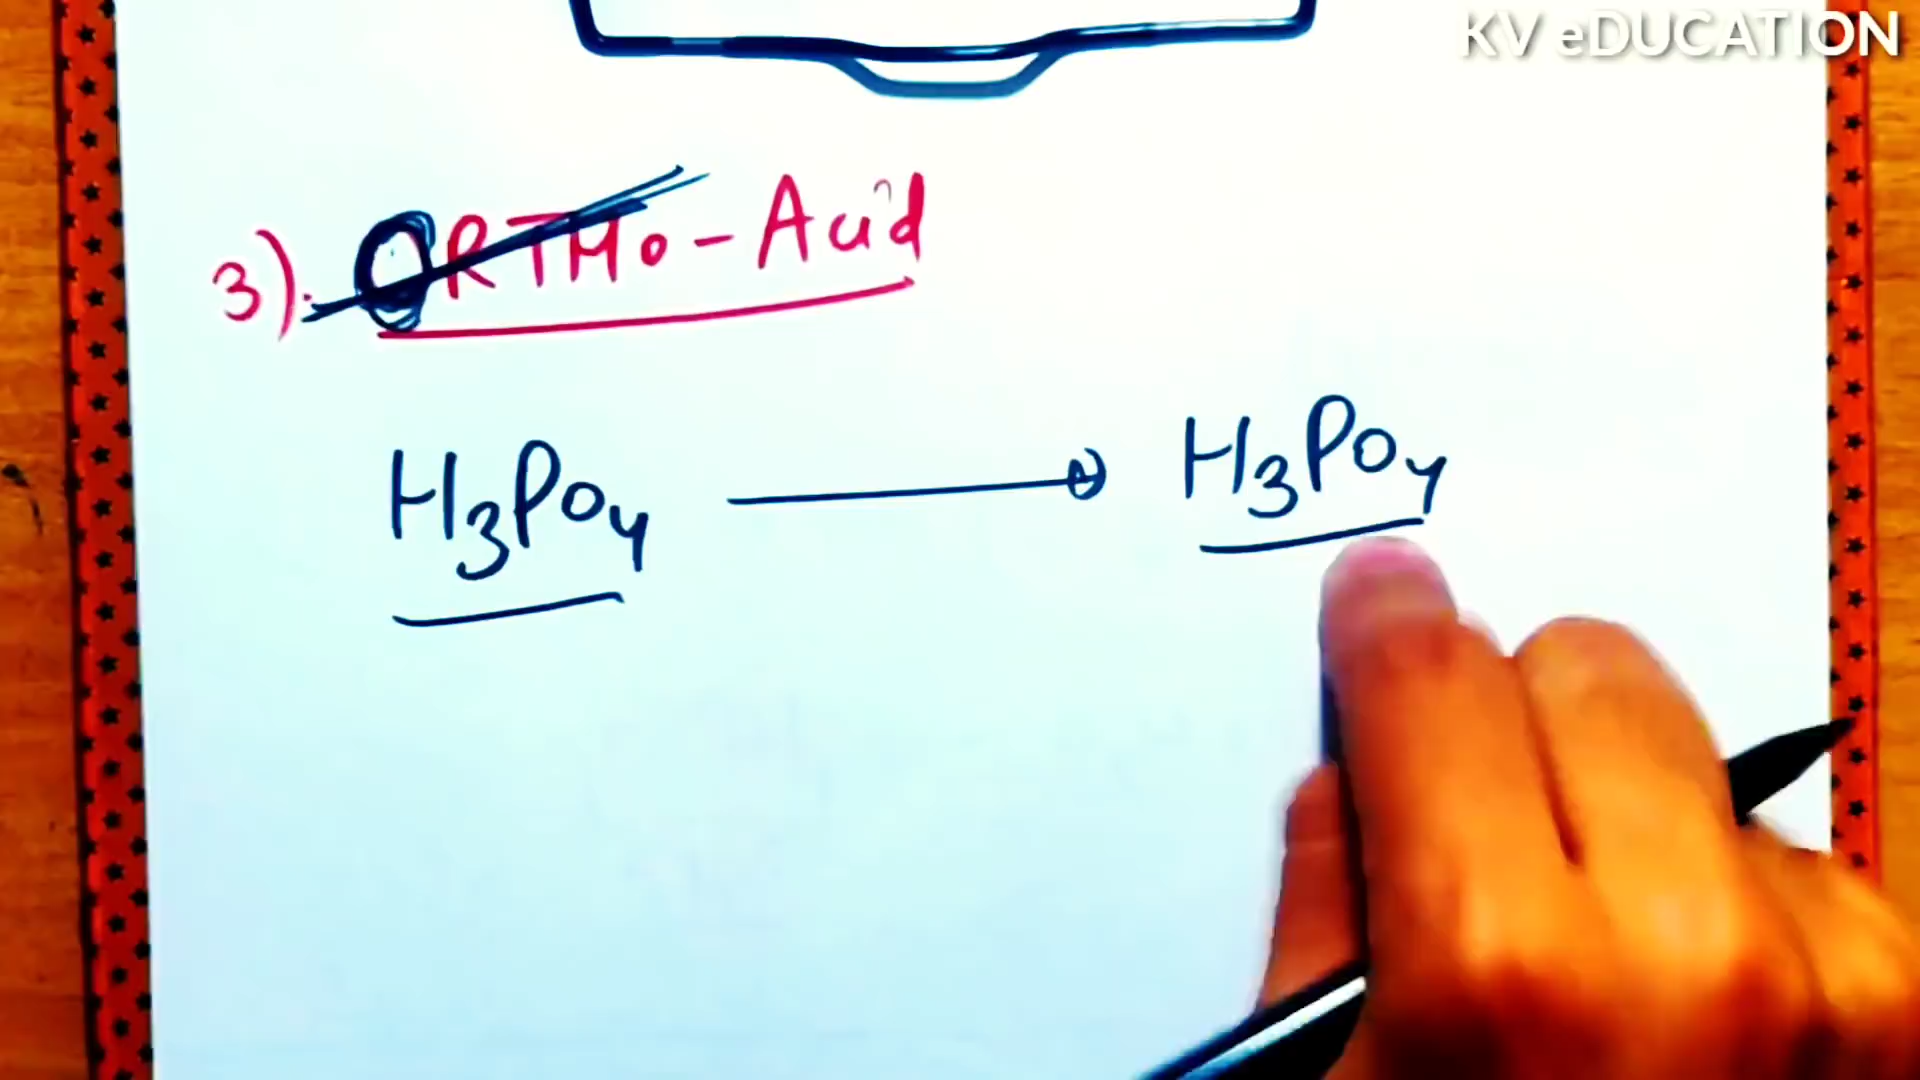 KV eDUCATION
3). ORTHo - Acid
H3PO4 → H3PO4